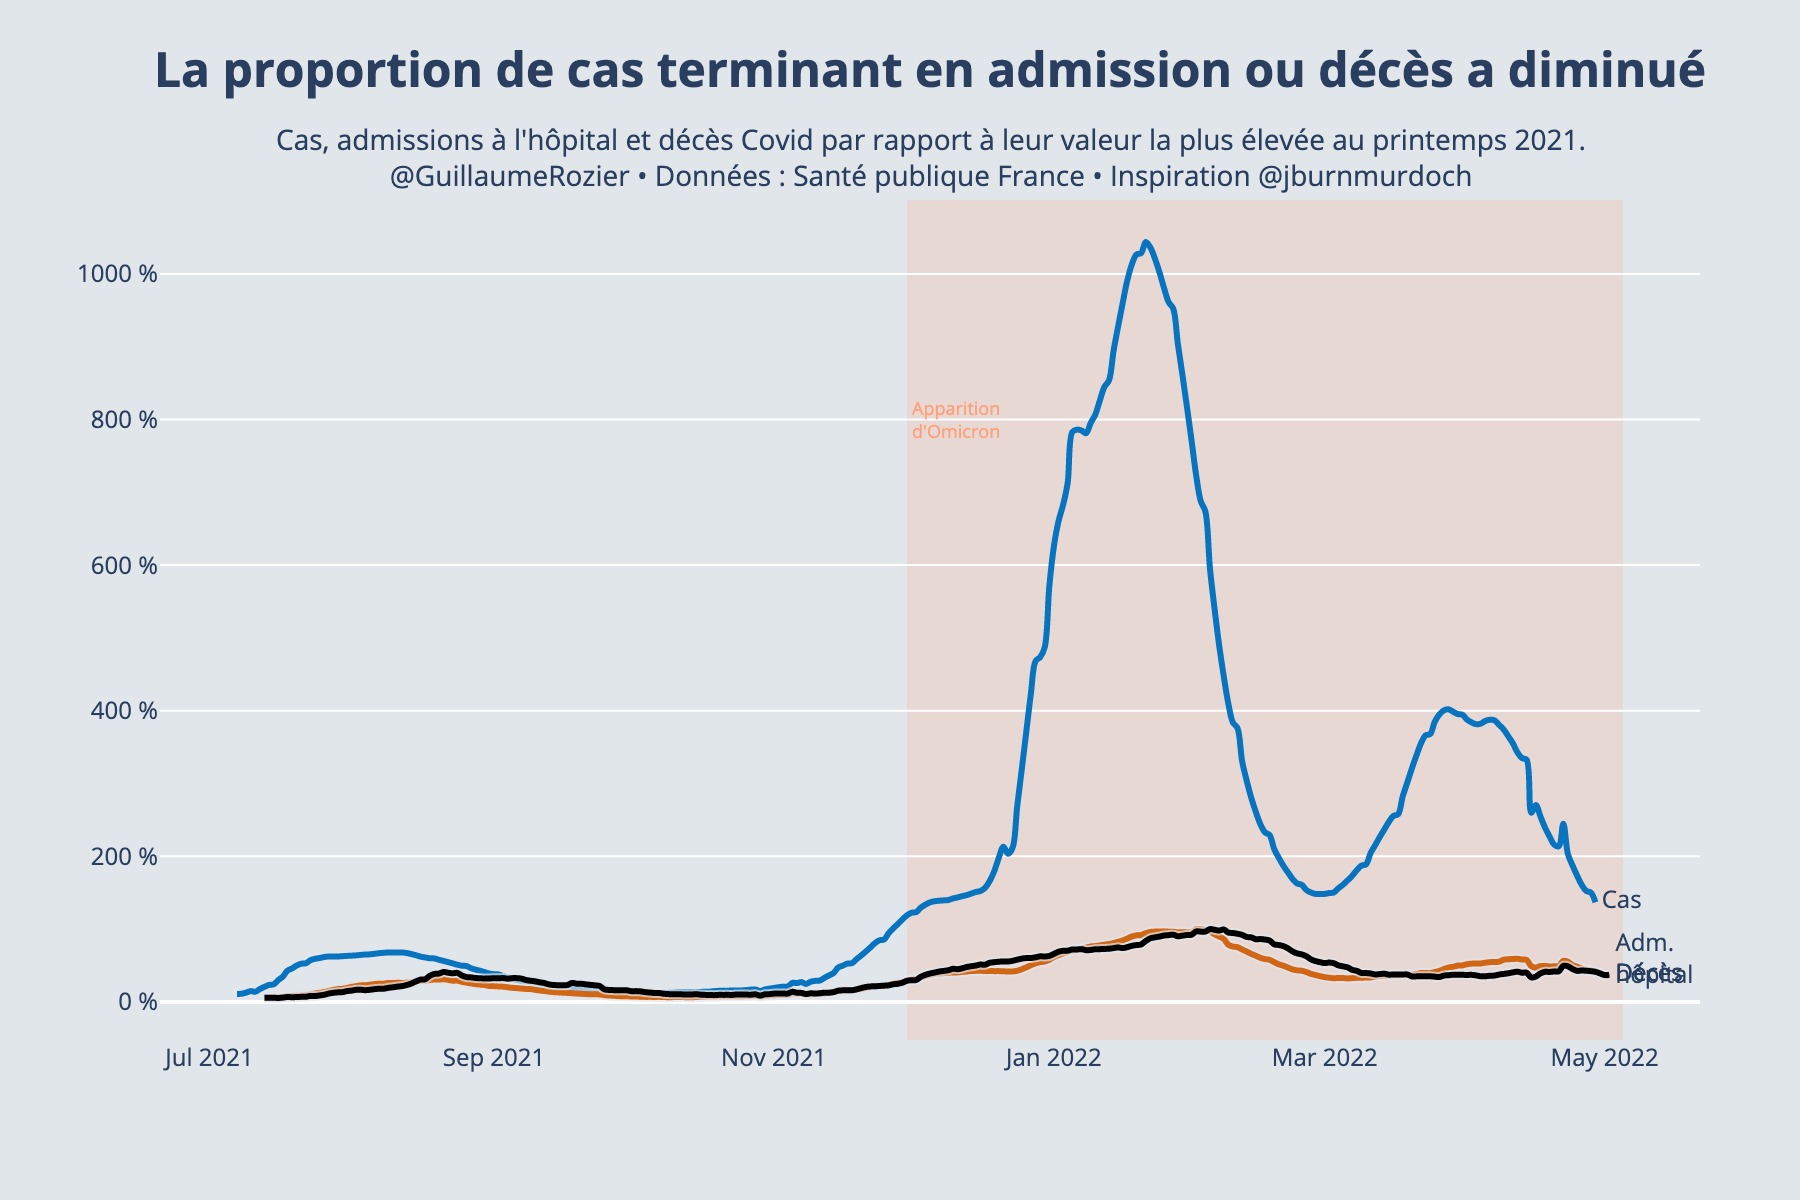 La proportion de cas terminant en admission ou décès a diminué
Cas, admissions à l'hôpital et décès Covid par rapport à leur valeur la plus élevée au printemps 2021.
@GuillaumeRozier • Données : Santé publique France • Inspiration @jburnmurdoch
1000 %
800 %
600 %
400 %
200 %
0 %
Apparition
d'Omicron
Cas
Adm.
hôpital
Décès
Jul 2021
Sep 2021
Nov 2021
Jan 2022
Mar 2022
May 2022